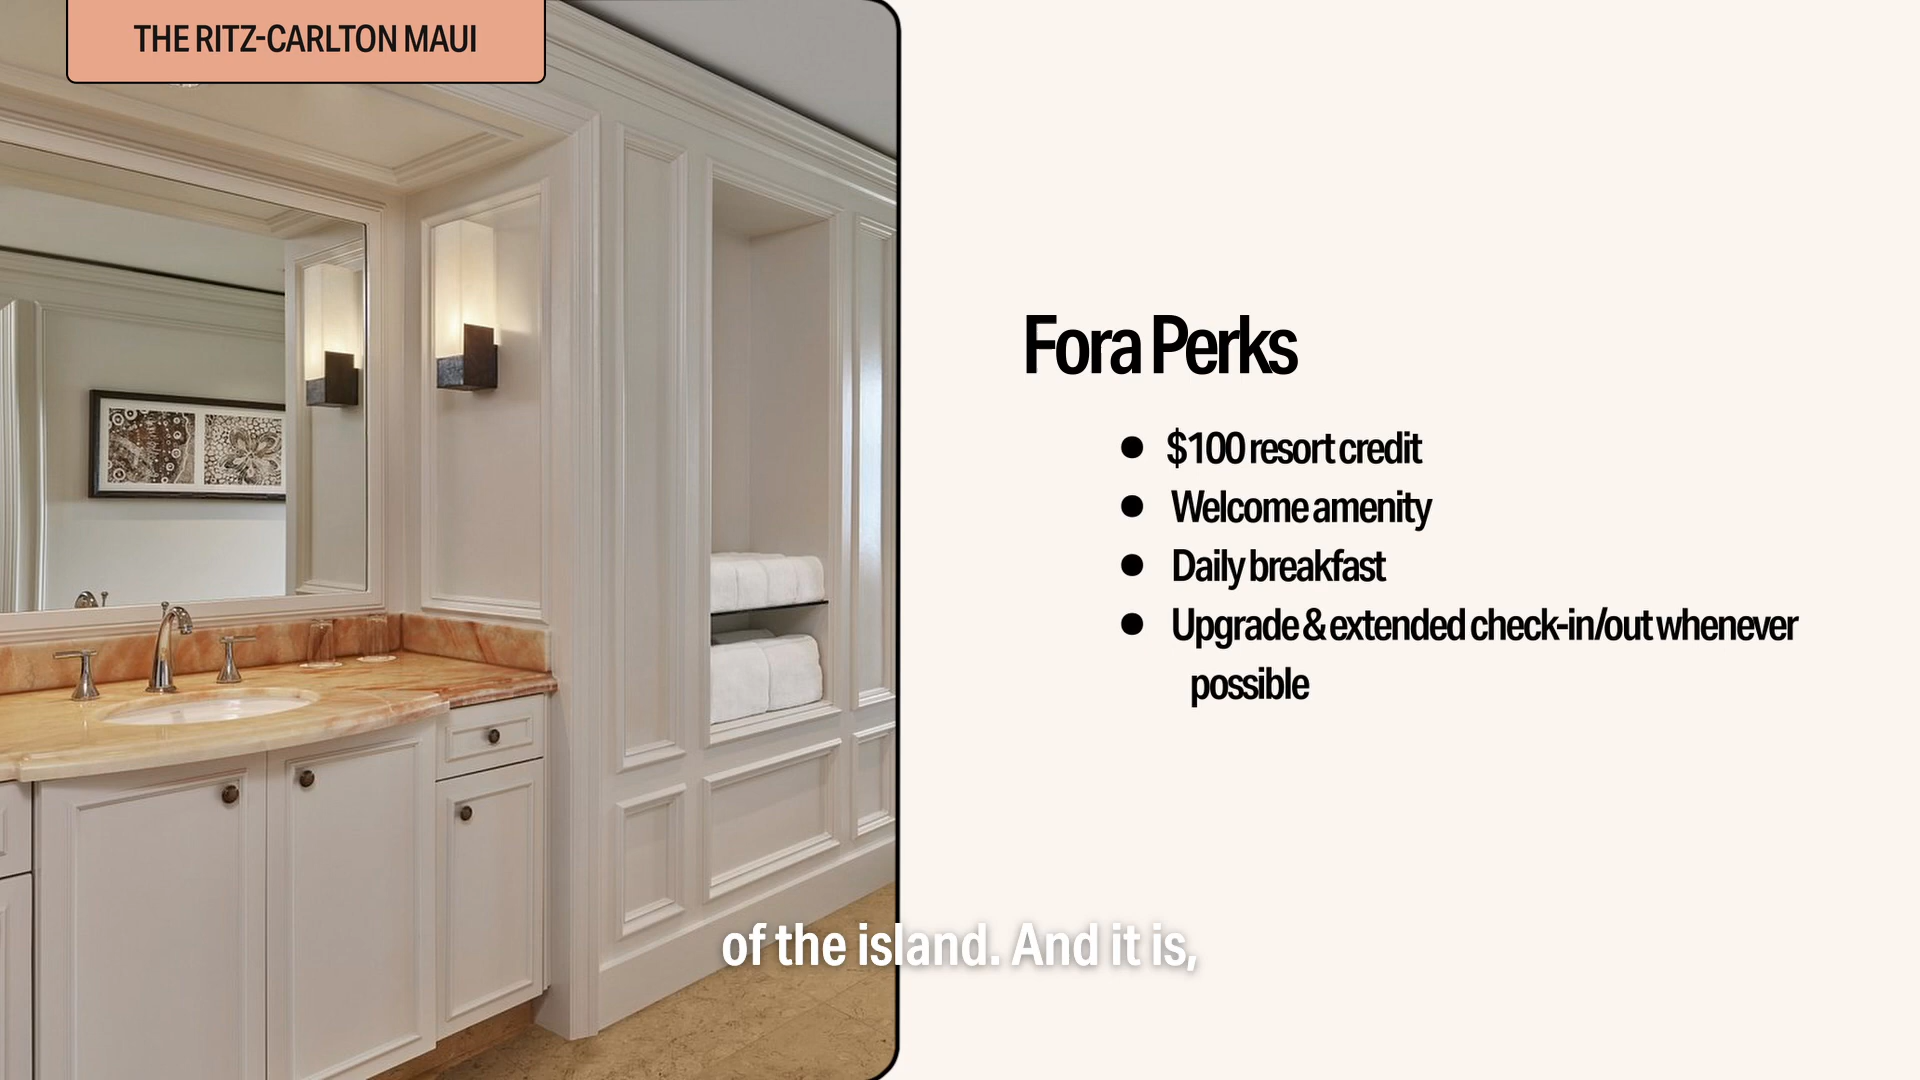 THE RITZ-CARLTON MAUI
Fora Perks
● $100 resort credit
● Welcome amenity
● Daily breakfast
● Upgrade & extended check-in/out whenever
possible
of the island. And it is,